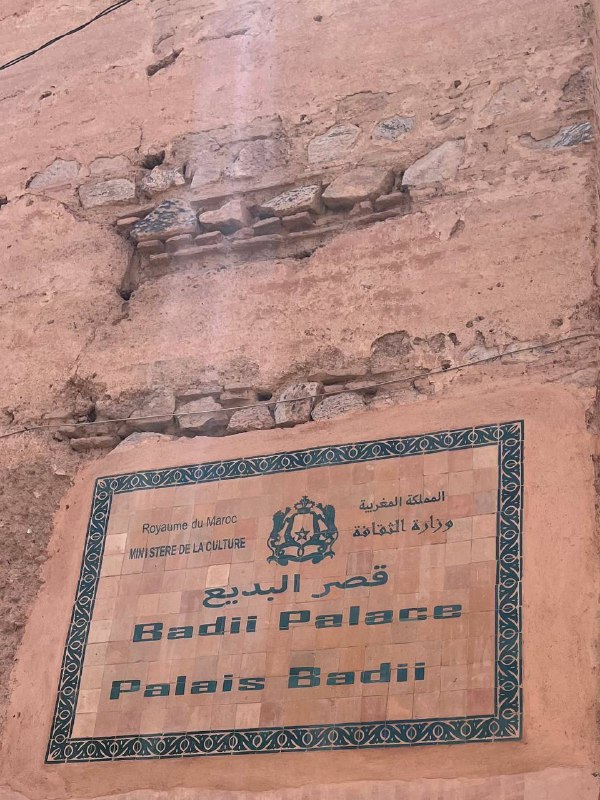 Royaume du Maroc
MINISTERE DE LA CULTURE
المملكة المغربية
وزارة الثقافة
قصر البديع
Badii Palace
Palais Badii